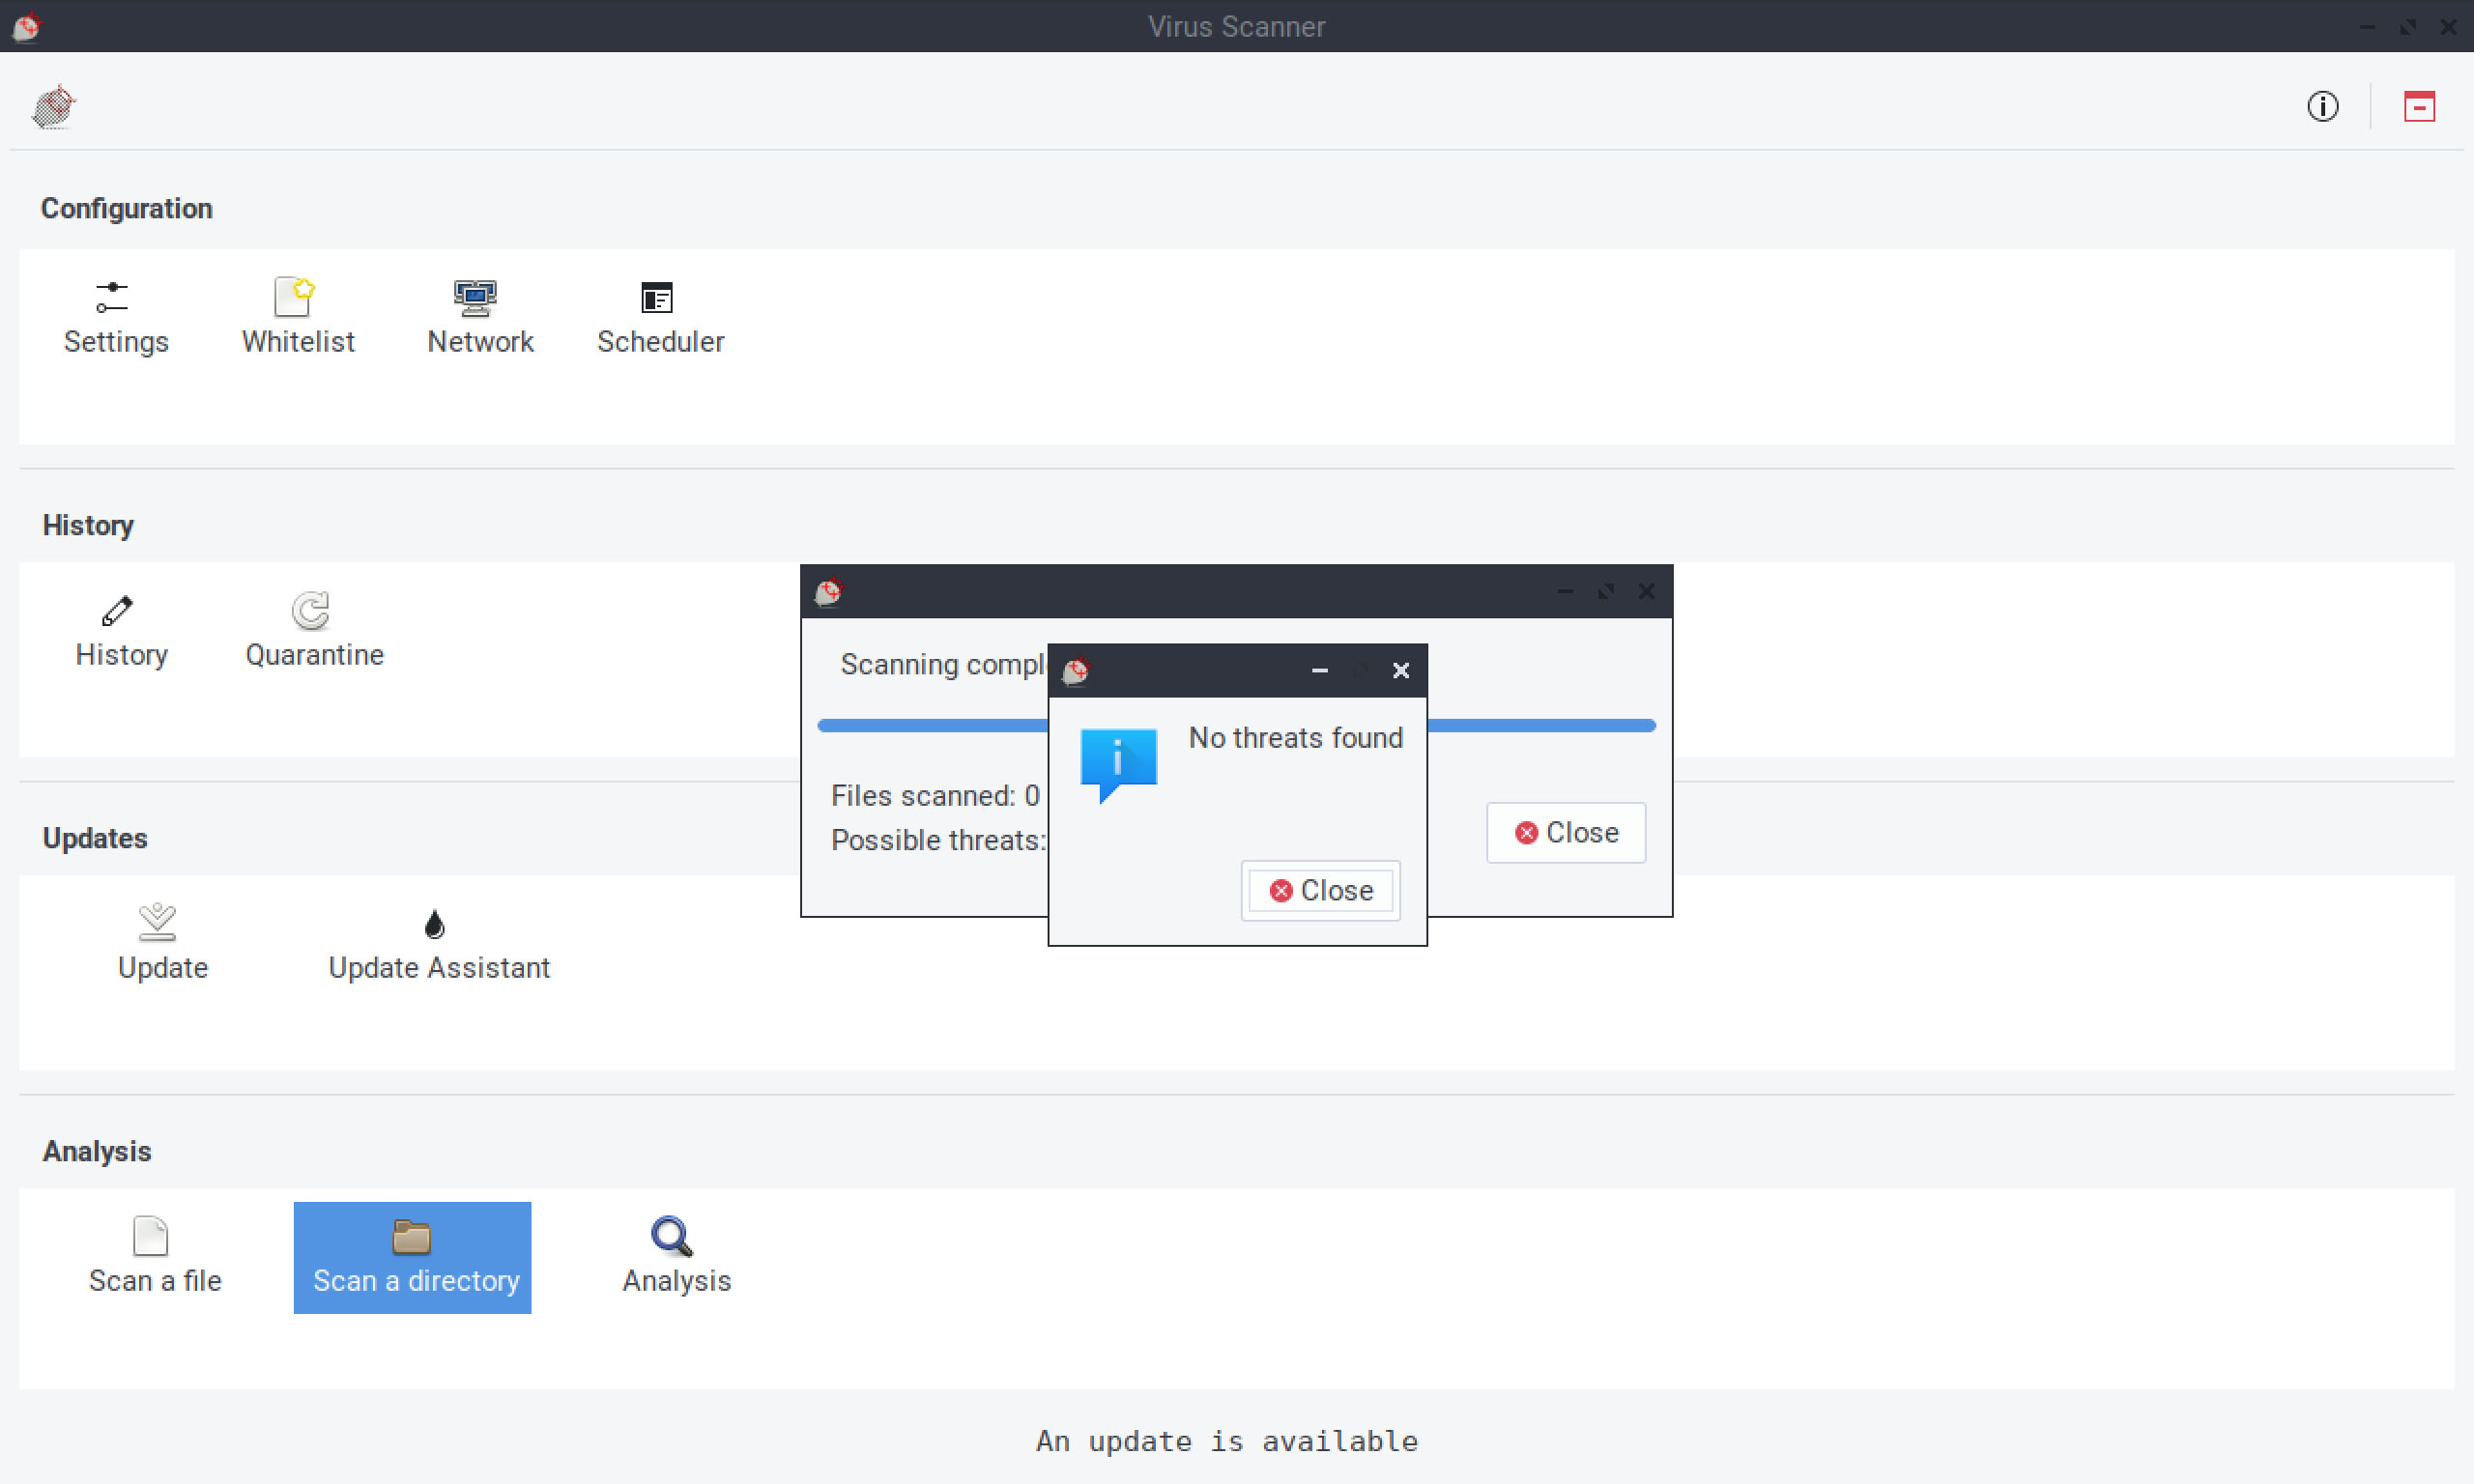 Virus Scanner
Configuration
Settings
Whitelist
Network
Scheduler
History
History
Quarantine
Scanning
Files scanned: 0
Possible threats:
Close
No threats found
Close
Updates
Update
Update Assistant
Analysis
Scan a file
Scan a directory
Analysis
An update is available